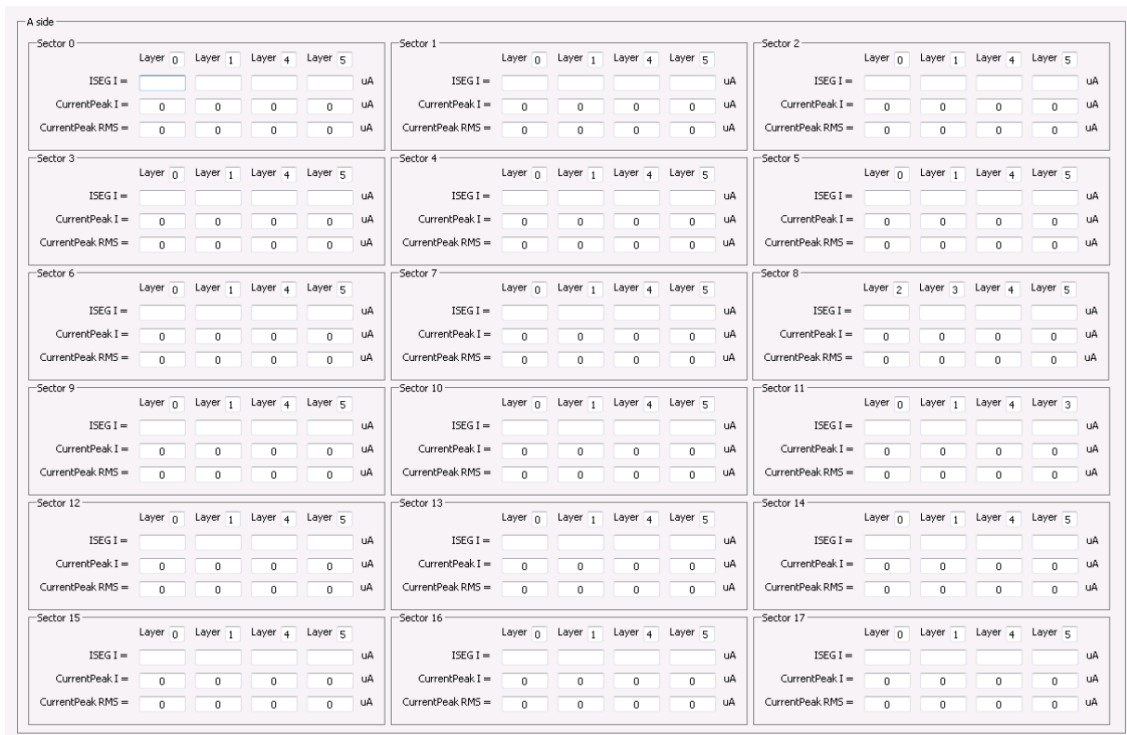 A side
Sector 0 Sector 1 Sector 2
Layer 0 Layer 1 Layer 4 Layer 5 Layer 0 Layer 1 Layer 4 Layer 5 Layer 0 Layer 1 Layer 4 Layer 5
ISEG I = uA ISEG I = uA ISEG I = uA
CurrentPeak I = 0 0 0 0 uA CurrentPeak I = 0 0 0 0 uA CurrentPeak I = 0 0 0 0 uA
CurrentPeak RMS = 0 0 0 0 uA CurrentPeak RMS = 0 0 0 0 uA CurrentPeak RMS = 0 0 0 0 uA
Sector 3 Sector 4 Sector 5
Layer 0 Layer 1 Layer 4 Layer 5 Layer 0 Layer 1 Layer 4 Layer 5 Layer 0 Layer 1 Layer 4 Layer 5
ISEG I = uA ISEG I = uA ISEG I = uA
CurrentPeak I = 0 0 0 0 uA CurrentPeak I = 0 0 0 0 uA CurrentPeak I = 0 0 0 0 uA
CurrentPeak RMS = 0 0 0 0 uA CurrentPeak RMS = 0 0 0 0 uA CurrentPeak RMS = 0 0 0 0 uA
Sector 6 Sector 7 Sector 8
Layer 0 Layer 1 Layer 4 Layer 5 Layer 0 Layer 1 Layer 4 Layer 5 Layer 2 Layer 3 Layer 4 Layer 5
ISEG I = uA ISEG I = uA ISEG I = uA
CurrentPeak I = 0 0 0 0 uA CurrentPeak I = 0 0 0 0 uA CurrentPeak I = 0 0 0 0 uA
CurrentPeak RMS = 0 0 0 0 uA CurrentPeak RMS = 0 0 0 0 uA CurrentPeak RMS = 0 0 0 0 uA
Sector 9 Sector 10 Sector 11
Layer 0 Layer 1 Layer 4 Layer 5 Layer 0 Layer 1 Layer 4 Layer 5 Layer 0 Layer 1 Layer 4 Layer 3
ISEG I = uA ISEG I = uA ISEG I = uA
CurrentPeak I = 0 0 0 0 uA CurrentPeak I = 0 0 0 0 uA CurrentPeak I = 0 0 0 0 uA
CurrentPeak RMS = 0 0 0 0 uA CurrentPeak RMS = 0 0 0 0 uA CurrentPeak RMS = 0 0 0 0 uA
Sector 12 Sector 13 Sector 14
Layer 0 Layer 1 Layer 4 Layer 5 Layer 0 Layer 1 Layer 4 Layer 5 Layer 0 Layer 1 Layer 4 Layer 5
ISEG I = uA ISEG I = uA ISEG I = uA
CurrentPeak I = 0 0 0 0 uA CurrentPeak I = 0 0 0 0 uA CurrentPeak I = 0 0 0 0 uA
CurrentPeak RMS = 0 0 0 0 uA CurrentPeak RMS = 0 0 0 0 uA CurrentPeak RMS = 0 0 0 0 uA
Sector 15 Sector 16 Sector 17
Layer 0 Layer 1 Layer 4 Layer 5 Layer 0 Layer 1 Layer 4 Layer 5 Layer 0 Layer 1 Layer 4 Layer 5
ISEG I = uA ISEG I = uA ISEG I = uA
CurrentPeak I = 0 0 0 0 uA CurrentPeak I = 0 0 0 0 uA CurrentPeak I = 0 0 0 0 uA
CurrentPeak RMS = 0 0 0 0 uA CurrentPeak RMS = 0 0 0 0 uA CurrentPeak RMS = 0 0 0 0 uA